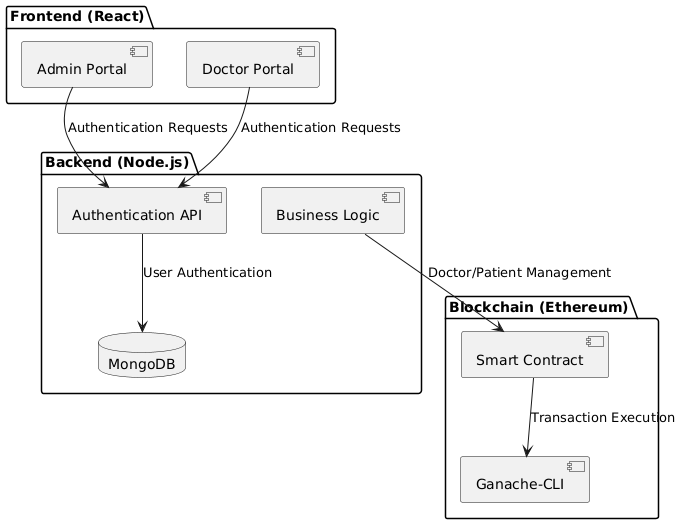 Frontend (React)
Admin Portal
Doctor Portal
Authentication Requests
Authentication Requests
Backend (Node.js)
Authentication API
Business Logic
User Authentication
Doctor/Patient Management
MongoDB
Blockchain (Ethereum)
Smart Contract
Transaction Execution
Ganache-CLI